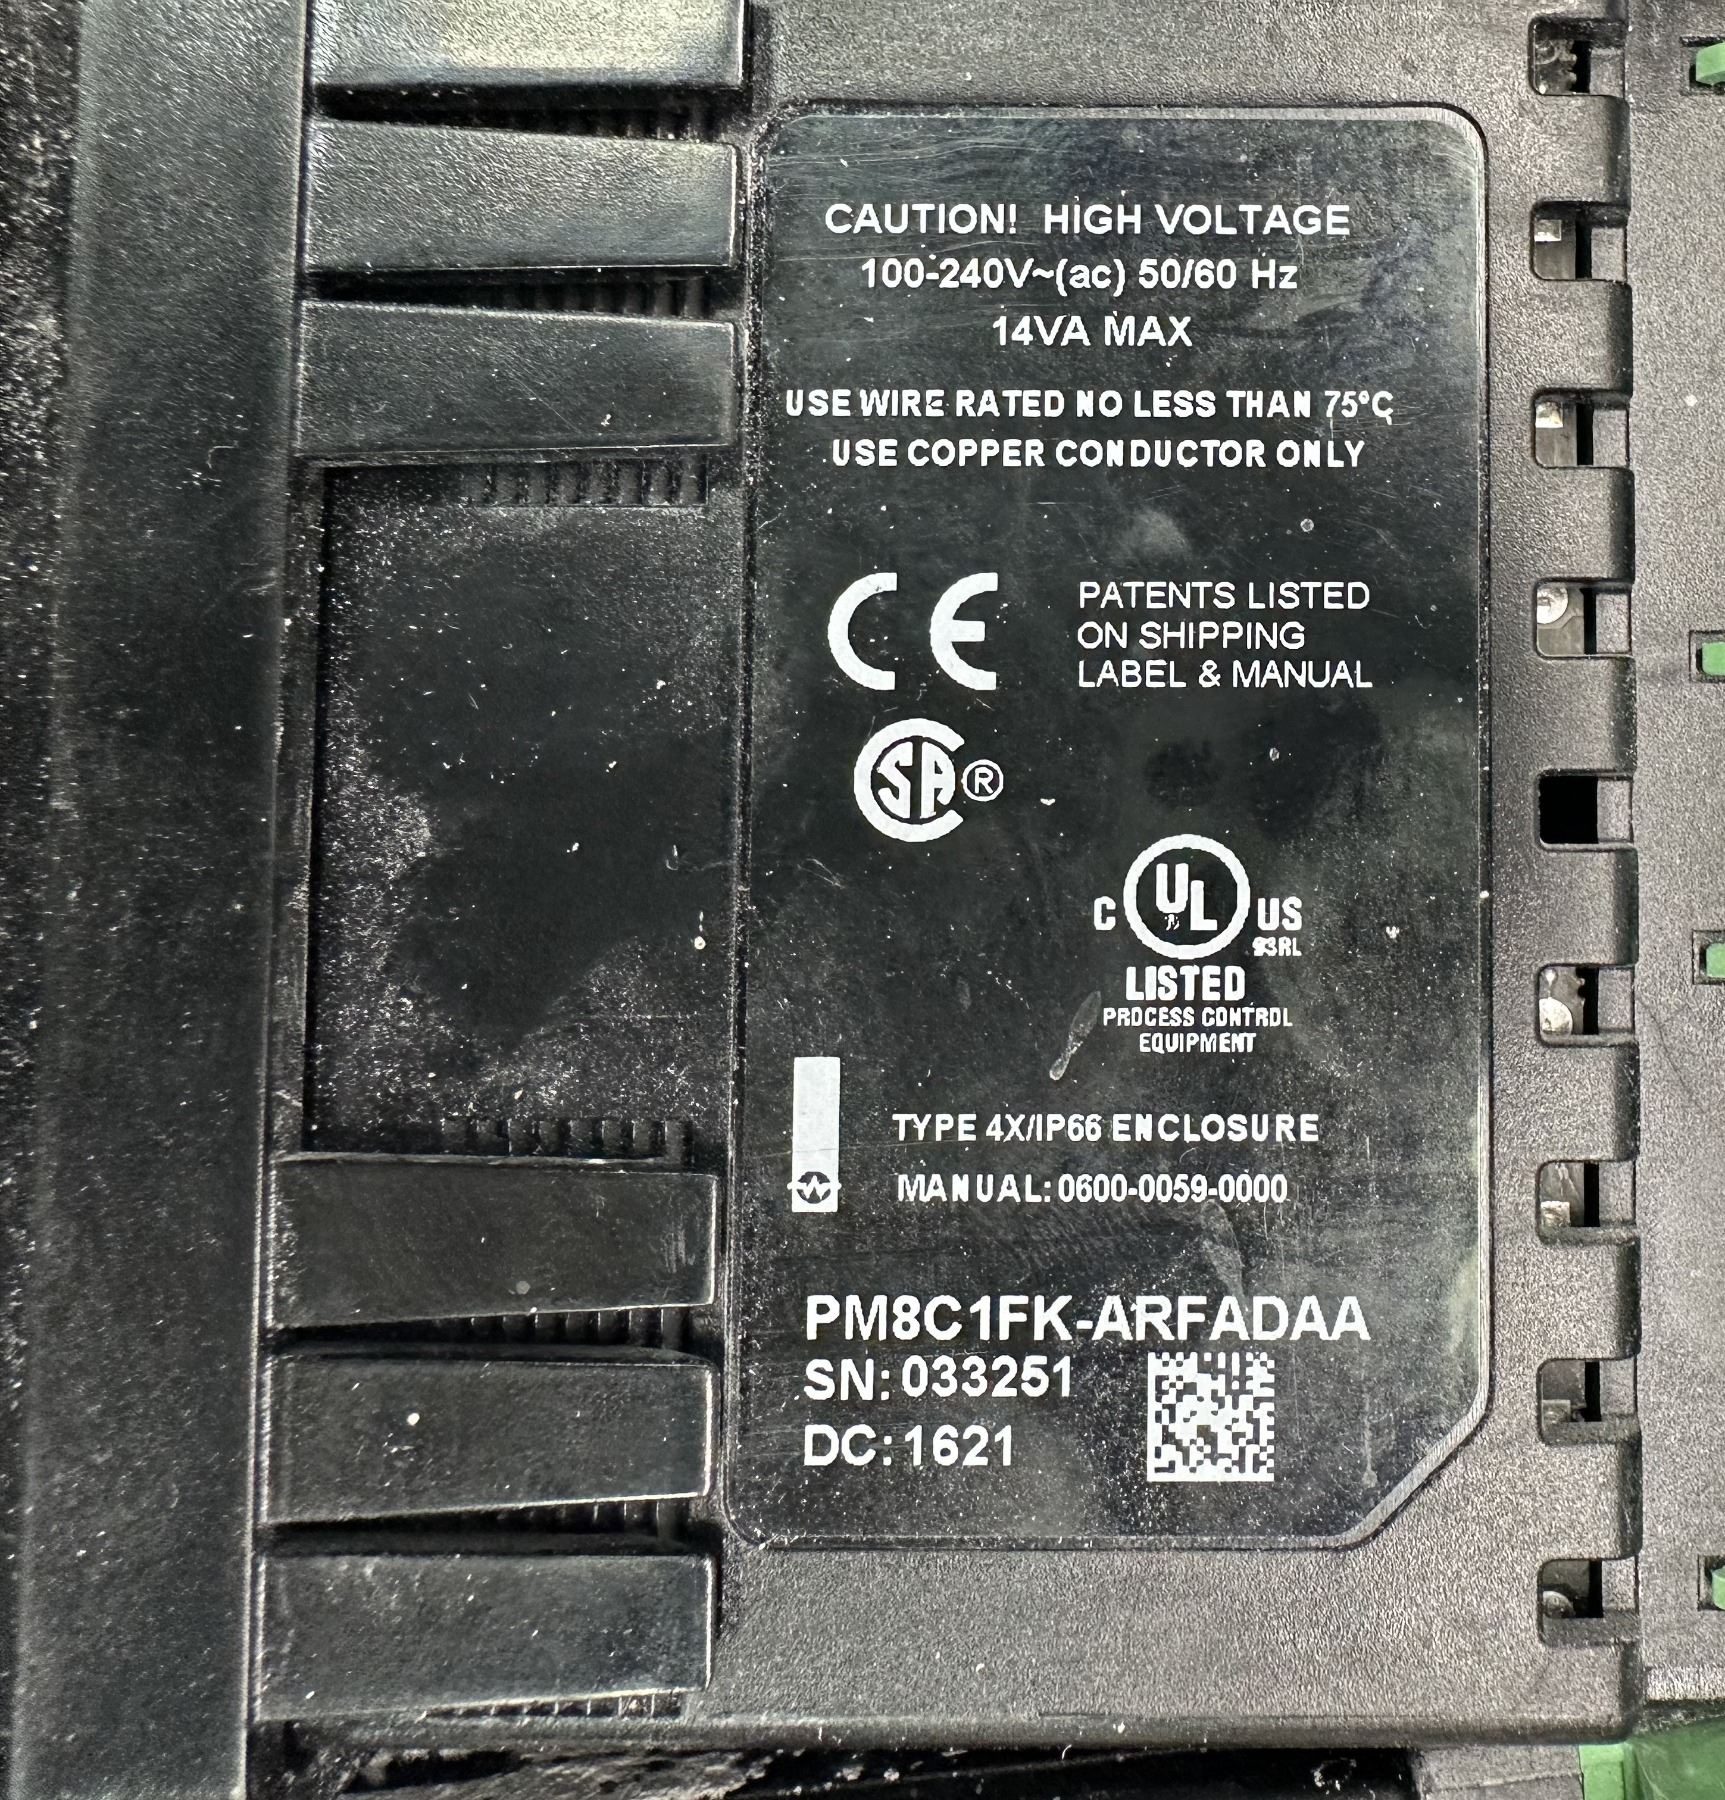 CAUTION! HIGH VOLTAGE
100-240V~(ac) 50/60 Hz
14VA MAX
USE WIRE RATED NO LESS THAN 75°C
USE COPPER CONDUCTOR ONLY
CE
PATENTS LISTED
ON SHIPPING
LABEL & MANUAL
CSA®
C UL US
93RL
LISTED
PROCESS CONTROL
EQUIPMENT
TYPE 4X/IP66 ENCLOSURE
MANUAL: 0600-0059-0000
PM8C1FK-ARFADAA
SN: 033251
DC: 1621